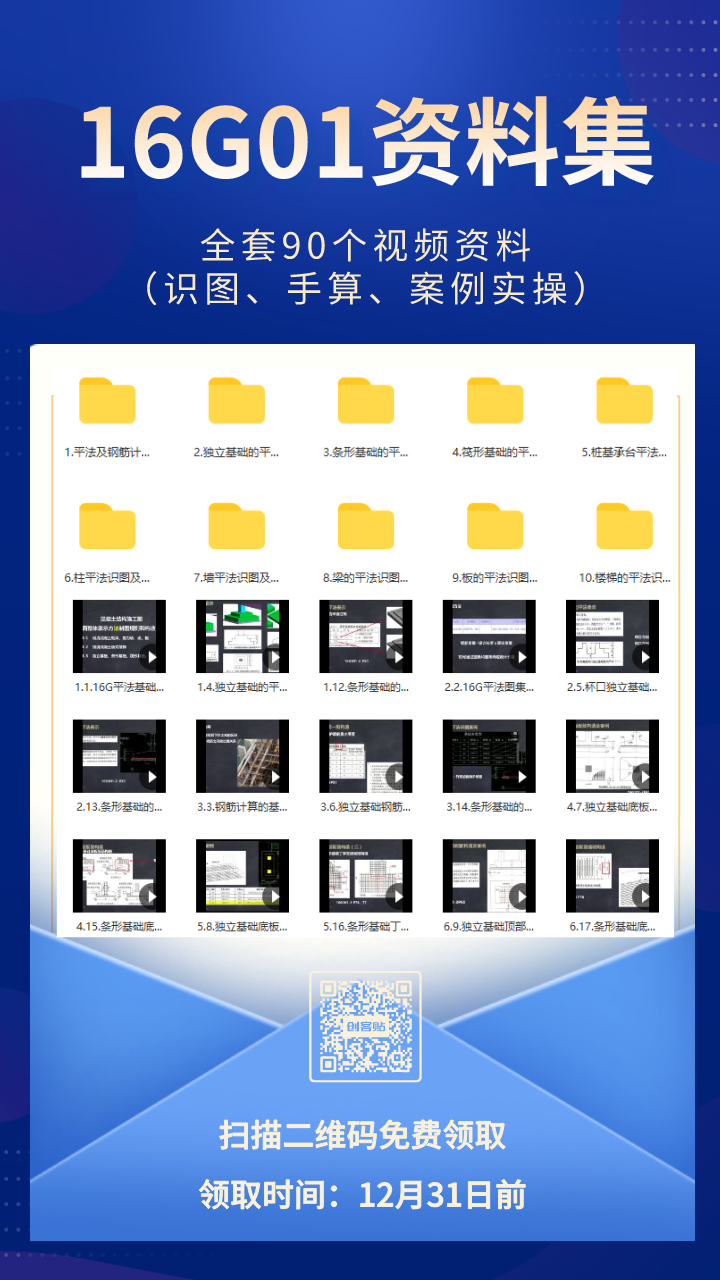 16G01资料集
全套90个视频资料
（识图、手算、案例实操）
1.平法及钢筋计...
2.独立基础的平...
3.条形基础的平...
4.筏形基础的平...
5.桩基承台平法...
6.柱平法识图及...
7.墙平法识图及...
8.梁的平法识图...
9.板的平法识图...
10.楼梯的平法识...
混凝土结构施工图
1.1.16G平法基础...
1.4.独立基础的平...
1.12.条形基础的...
2.2.16G平法图集...
2.5.杯口独立基础...
2.13.条形基础的...
3.3.钢筋计算的基...
3.6.独立基础钢筋...
3.14.条形基础的...
4.7.独立基础底板...
4.15.条形基础底...
5.8.独立基础底板...
5.16.条形基础丁...
6.9.独立基础顶部...
6.17.条形基础底...
创客贴
扫描二维码免费领取
领取时间：12月31日前